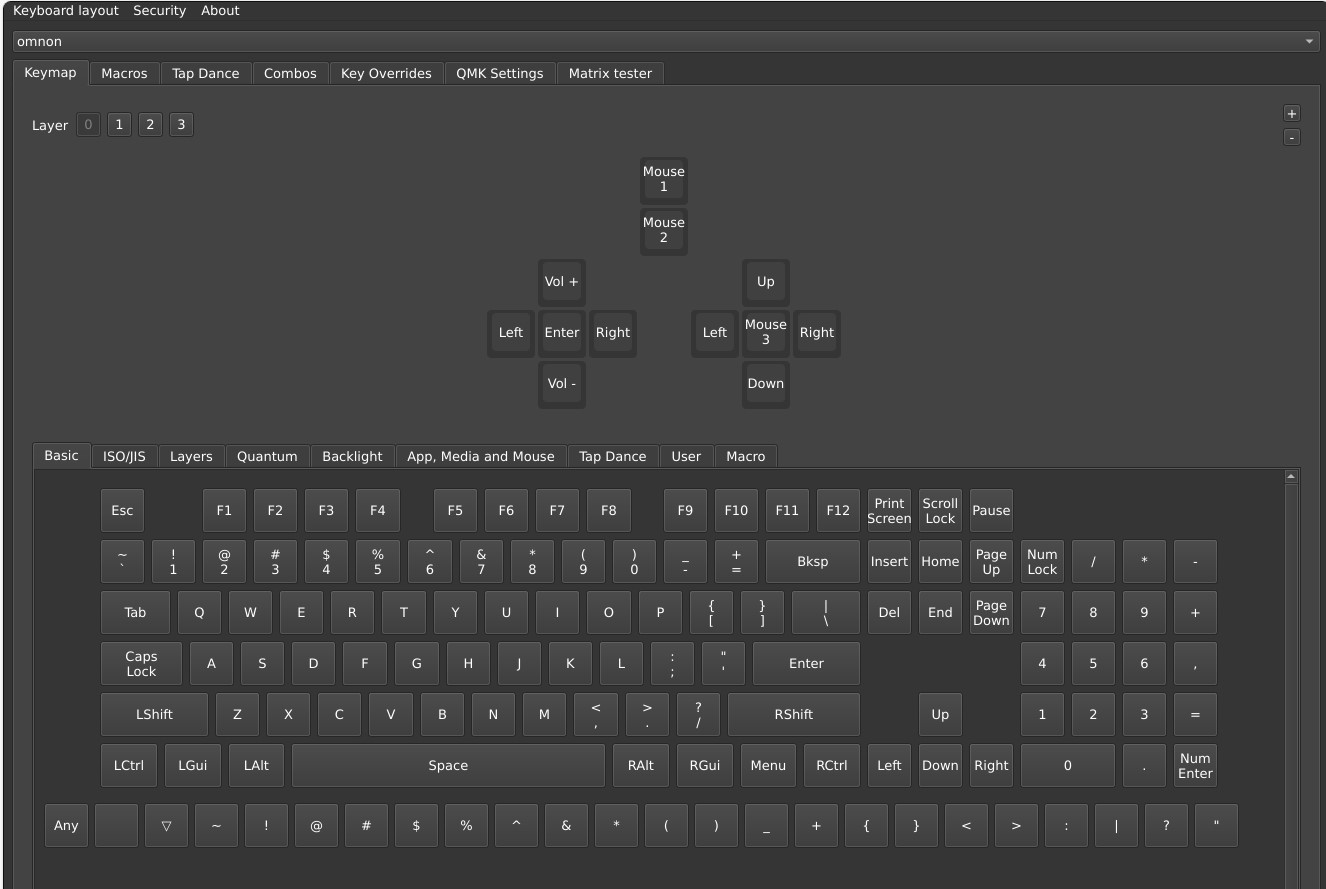 Keyboard layout Security About
omnon
Keymap Macros Tap Dance Combos Key Overrides QMK Settings Matrix tester
+
Layer 0 1 2 3
-
Mouse
1
Mouse
2
Vol + Up
Left Enter Right Left Mouse
3 Right
Vol - Down
Basic ISO/JIS Layers Quantum Backlight App, Media and Mouse Tap Dance User Macro
Esc F1 F2 F3 F4 F5 F6 F7 F8 F9 F10 F11 F12 Print
Screen Scroll
Lock Pause
~ ! @ # $ % ^ & * ( ) _ +
` 1 2 3 4 5 6 7 8 9 0 - = Bksp Insert Home Page
Up Num
Lock / * -
Tab Q W E R T Y U I O P { } |
[ ] \ Del End Page
Down 7 8 9 +
Caps
Lock A S D F G H J K L : "
; ' Enter 4 5 6 ,
LShift Z X C V B N M < > ?
, . / RShift Up 1 2 3 =
LCtrl LGui LAlt Space RAlt RGui Menu RCtrl Left Down Right 0 . Num
Enter
Any ▽ ~ ! @ # $ % ^ & * ( ) _ + { } < > : | ? "